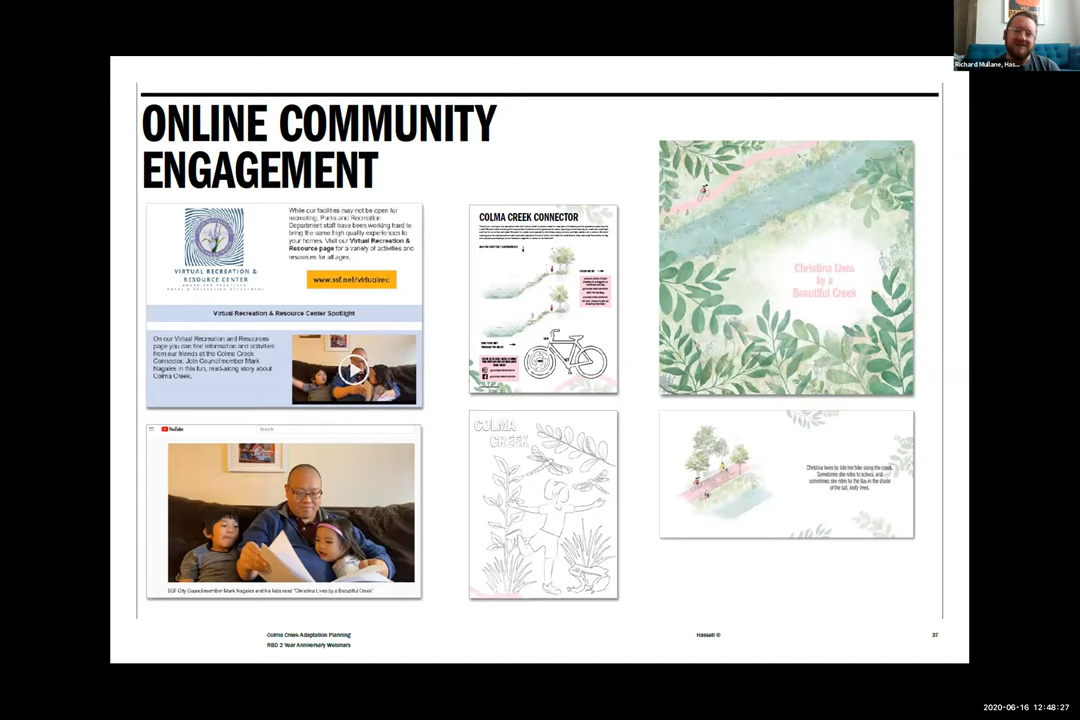 Richard Mullane, Has...
ONLINE COMMUNITY
ENGAGEMENT
VIRTUAL RECREATION &
RESOURCE CENTER
While our facilities may not be open for
recreating, Parks and Recreation
Department staff have been working hard to
bring the same high quality experiences to
your homes. Visit our Virtual Recreation &
Resource page for a variety of activities and
resources for all ages.
www.ssf.net/virtualrec
Virtual Recreation & Resource Center Spotlight
On our Virtual Recreation and Resources
page you can find information and activities
from our friends at the Colma Creek
Connector. Join Councilmember Mark
Nagales in this fun, read-along story about
Colma Creek.
YouTube
Search
SSF City Councilmember Mark Nagales and his kids read "Christina Lives by a Beautiful Creek"
COLMA CREEK CONNECTOR
COLMA
CREEK
Christina Lives
by a
Beautiful Creek
Christina loves to ride her bike along the creek.
Sometimes she rides to school, and
sometimes she rides to the Bay in the shade
of the tall, leafy trees.
Colma Creek Adaptation Planning
RBD 2 Year Anniversary Webinars
Hassell ©
37
2020-06-16 12:48:27